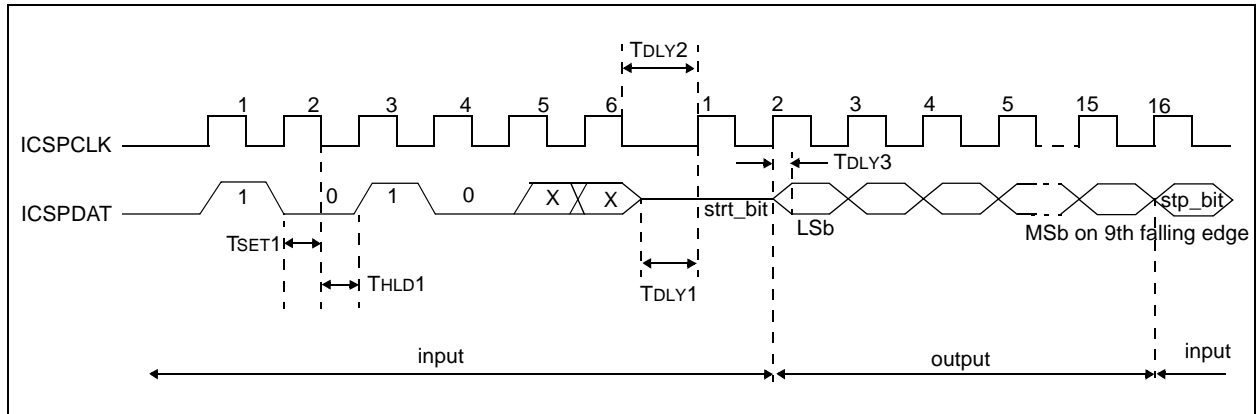 TDLY2
1 2 3 4 5 6 1 2 3 4 5 15 16
ICSPCLK
TDLY3
ICSPDAT
1 0 1 0 X X strt_bit LSb stp_bit
MSb on 9th falling edge
TSET1
THLD1
TDLY1
input output input